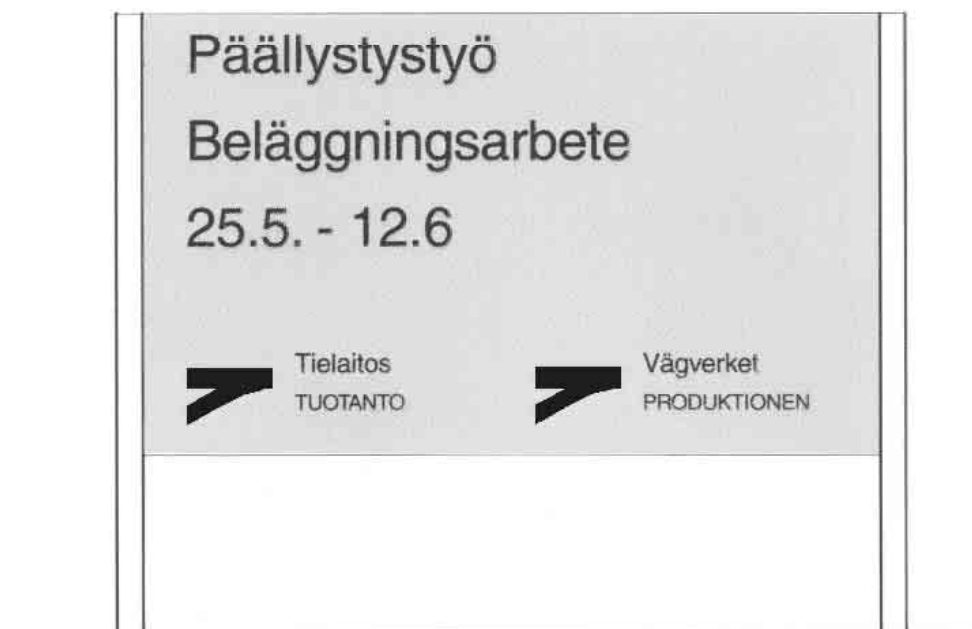 Päällystystyö
Beläggningsarbete
25.5. - 12.6
Tielaitos
TUOTANTO
Vägverket
PRODUKTIONEN